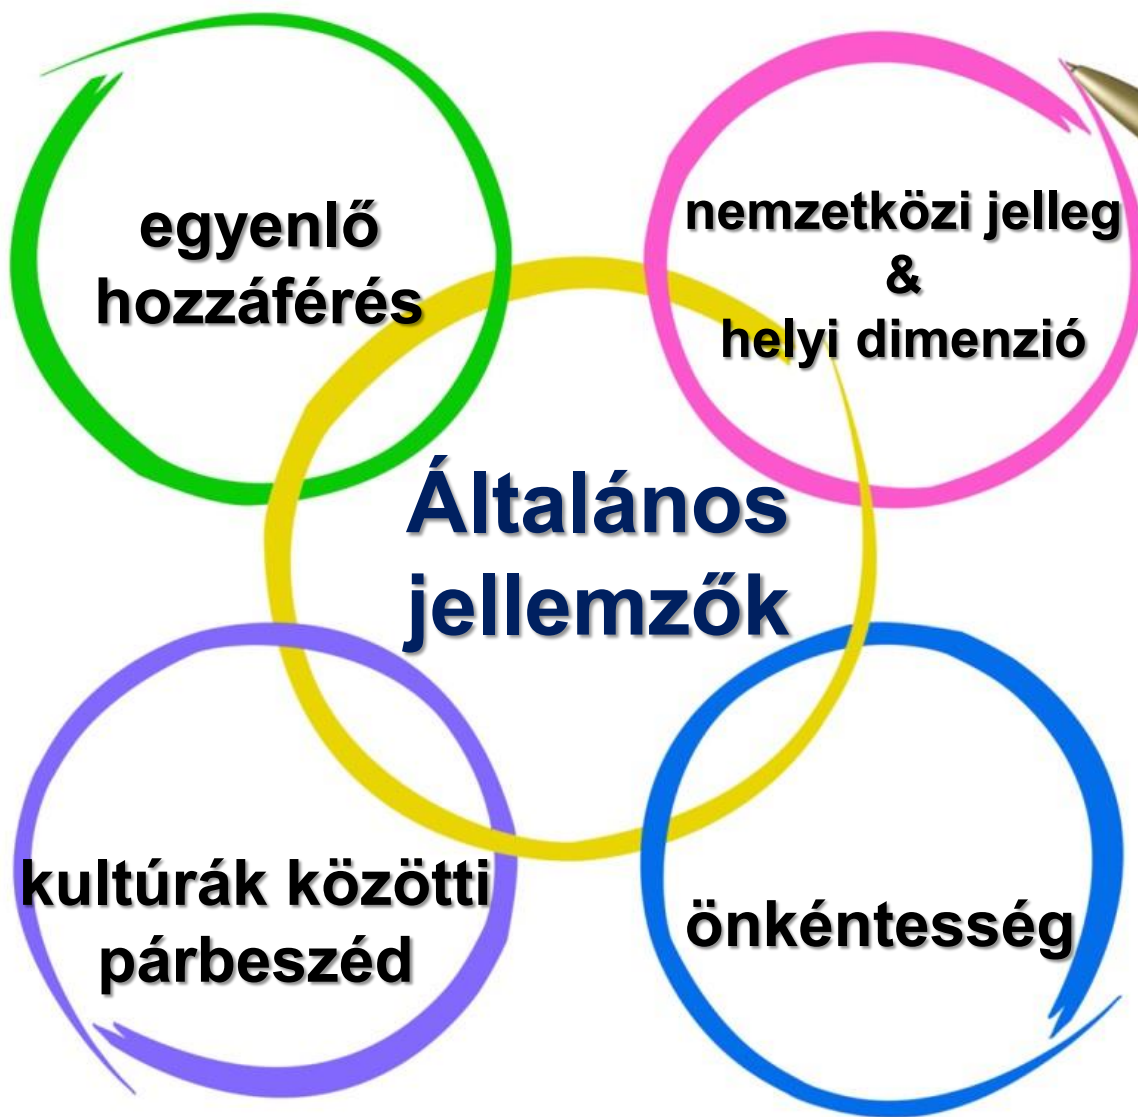 egyenlő
hozzáférés
nemzetközi jelleg
&
helyi dimenzió
Általános
jellemzők
kultúrák közötti
párbeszéd
önkéntesség